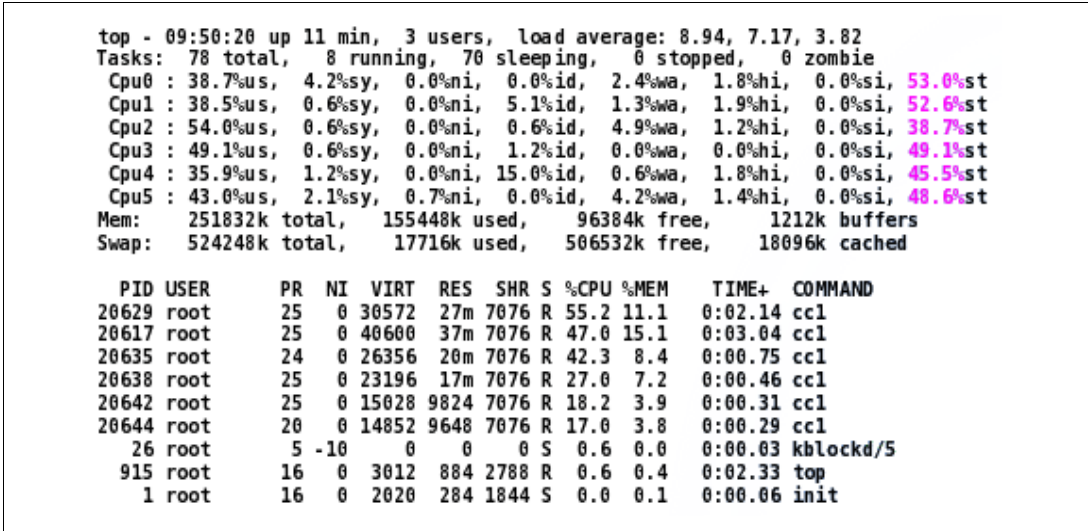 top - 09:50:20 up 11 min,  3 users,  load average: 8.94, 7.17, 3.82
Tasks:  78 total,   8 running,  70 sleeping,   0 stopped,   0 zombie
 Cpu0 : 38.7%us,  4.2%sy,  0.0%ni,  0.0%id,  2.4%wa,  1.8%hi,  0.0%si, 53.0%st
 Cpu1 : 38.5%us,  0.6%sy,  0.0%ni,  5.1%id,  1.3%wa,  1.9%hi,  0.0%si, 52.6%st
 Cpu2 : 54.0%us,  0.6%sy,  0.0%ni,  0.6%id,  4.9%wa,  1.2%hi,  0.0%si, 38.7%st
 Cpu3 : 49.1%us,  0.6%sy,  0.0%ni,  1.2%id,  0.0%wa,  0.0%hi,  0.0%si, 49.1%st
 Cpu4 : 35.9%us,  1.2%sy,  0.0%ni, 15.0%id,  0.6%wa,  1.8%hi,  0.0%si, 45.5%st
 Cpu5 : 43.0%us,  2.1%sy,  0.7%ni,  0.0%id,  4.2%wa,  1.4%hi,  0.0%si, 48.6%st
Mem:    251832k total,   155448k used,    96384k free,     1212k buffers
Swap:   524248k total,    17716k used,   506532k free,    18096k cached
  PID USER      PR  NI  VIRT  RES  SHR S %CPU %MEM    TIME+  COMMAND
20629 root      25   0 30572  27m 7076 R 55.2 11.1   0:02.14 cc1
20617 root      25   0 40600  37m 7076 R 47.0 15.1   0:03.04 cc1
20635 root      24   0 26356  20m 7076 R 42.3  8.4   0:00.75 cc1
20638 root      25   0 23196  17m 7076 R 27.0  7.2   0:00.46 cc1
20642 root      25   0 15028 9824 7076 R 18.2  3.9   0:00.31 cc1
20644 root      20   0 14852 9648 7076 R 17.0  3.8   0:00.29 cc1
   26 root       5 -10     0    0    0 S  0.6  0.0   0:00.03 kblockd/5
  915 root      16   0  3012  884 2788 R  0.6  0.4   0:02.33 top
    1 root      16   0  2020  284 1844 S  0.0  0.1   0:00.06 init